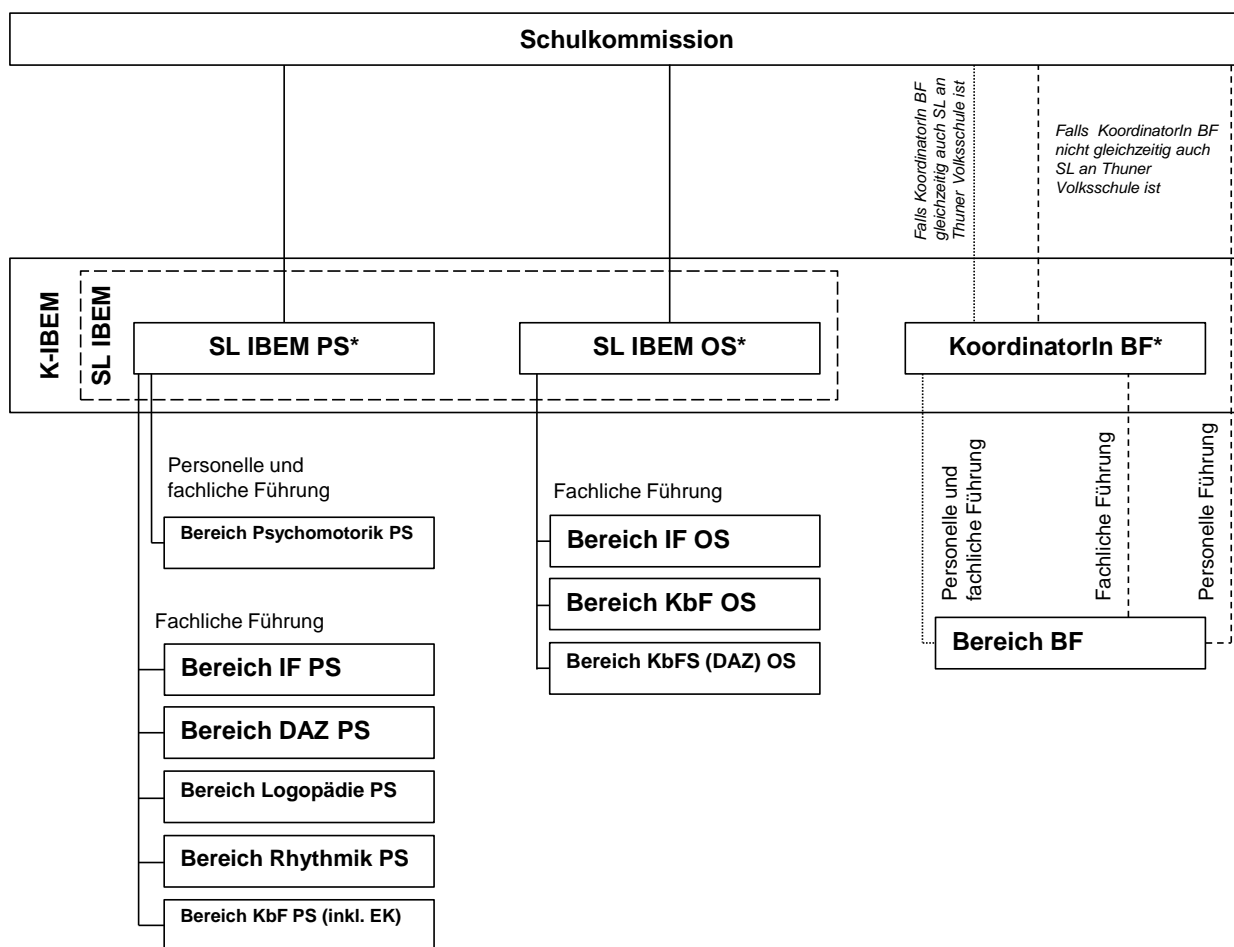 Schulkommission
Falls KoordinatorIn BF
gleichzeitig auch SL an
Thuner Volksschule ist
Falls KoordinatorIn BF
nicht gleichzeitig auch
SL an Thuner
Volksschule ist
K-IBEM
SL IBEM
SL IBEM PS*
SL IBEM OS*
KoordinatorIn BF*
Personelle und
fachliche Führung
Bereich Psychomotorik PS
Fachliche Führung
Bereich IF PS
Bereich DAZ PS
Bereich Logopädie PS
Bereich Rhythmik PS
Bereich KbF PS (inkl. EK)
Fachliche Führung
Bereich IF OS
Bereich KbF OS
Bereich KbFS (DAZ) OS
Personelle und
fachliche Führung
Fachliche Führung
Personelle Führung
Bereich BF